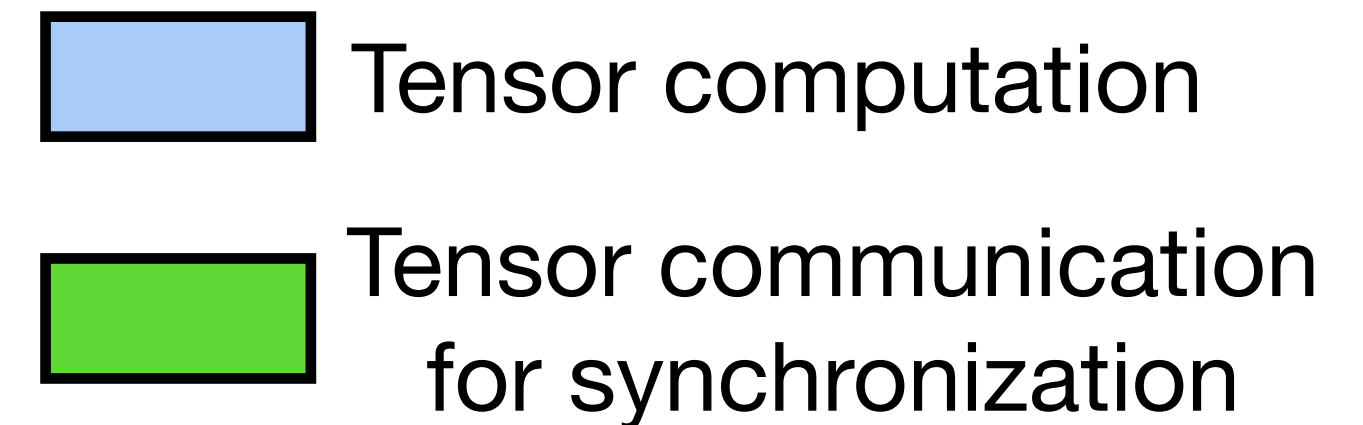 Tensor computation
Tensor communication
for synchronization